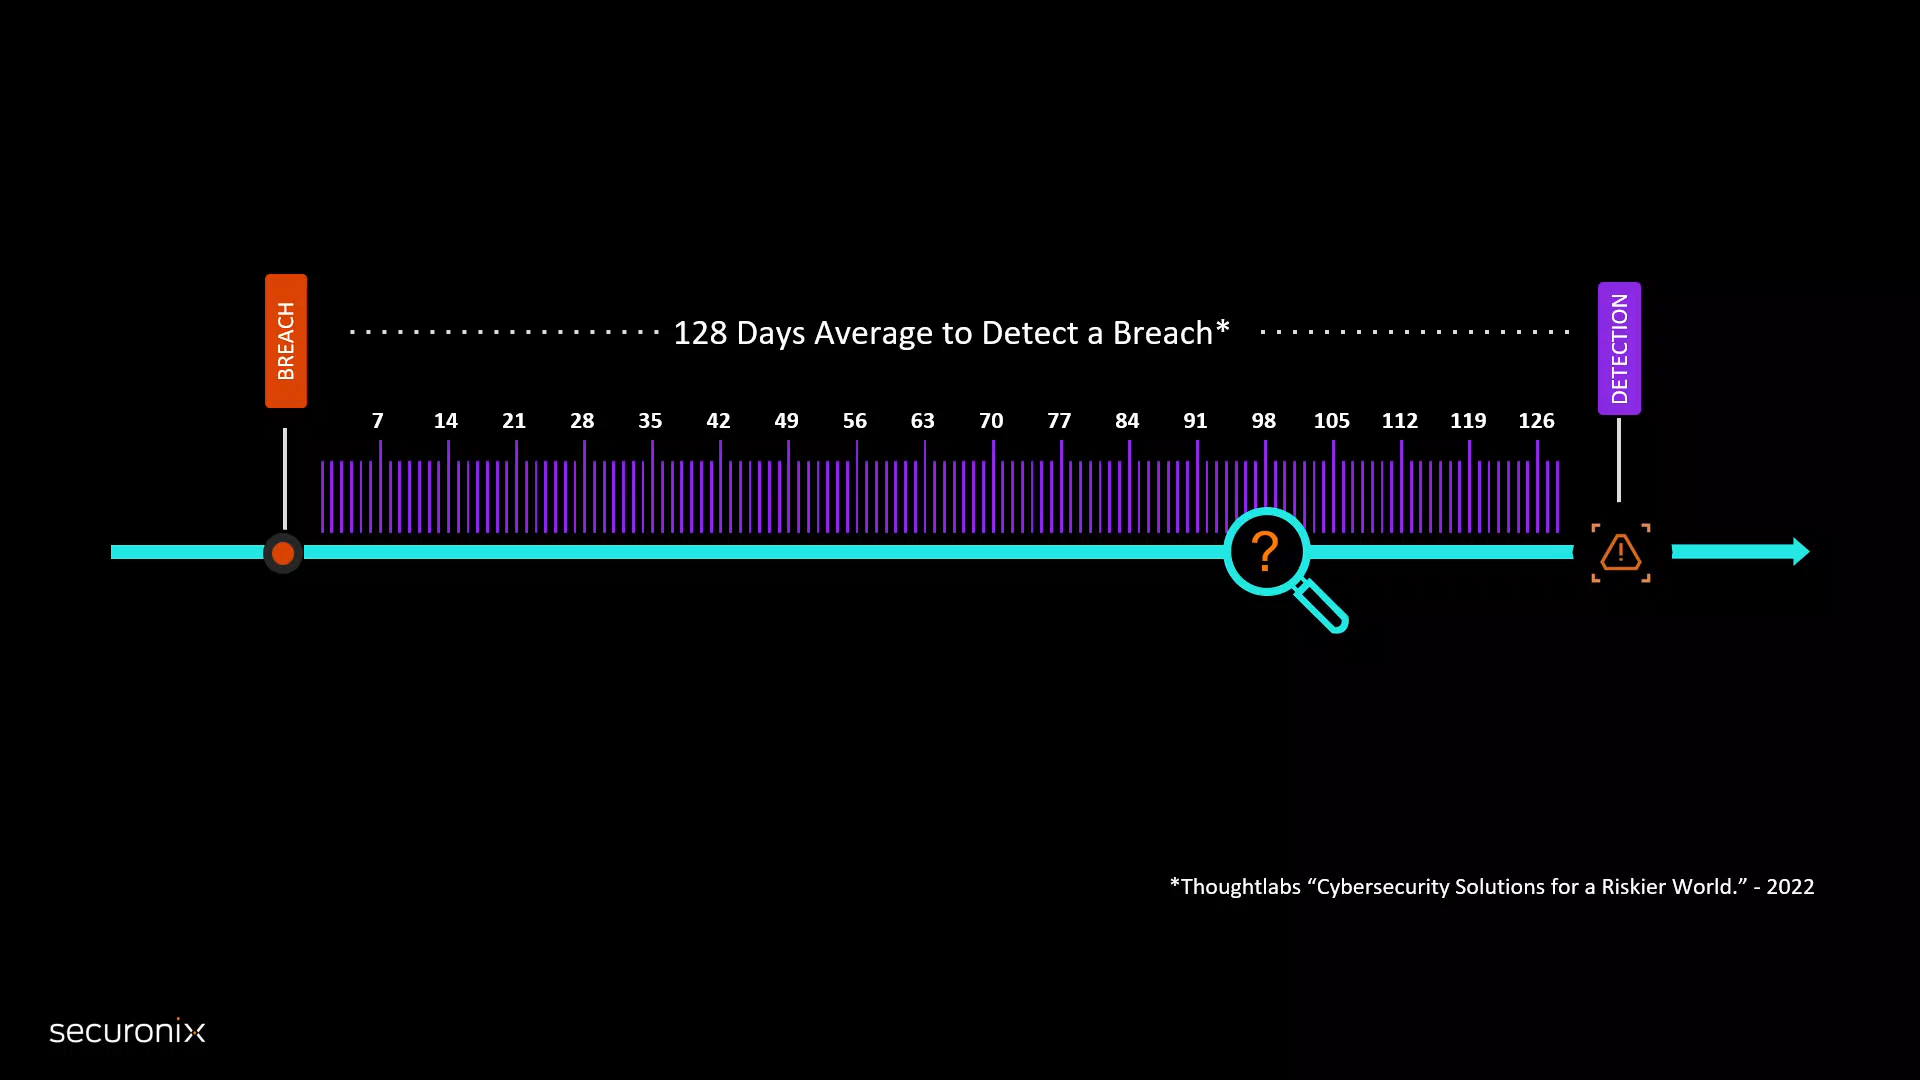 BREACH
128 Days Average to Detect a Breach*
DETECTION
7 14 21 28 35 42 49 56 63 70 77 84 91 98 105 112 119 126
?
!
*Thoughtlabs “Cybersecurity Solutions for a Riskier World.” - 2022
securonix